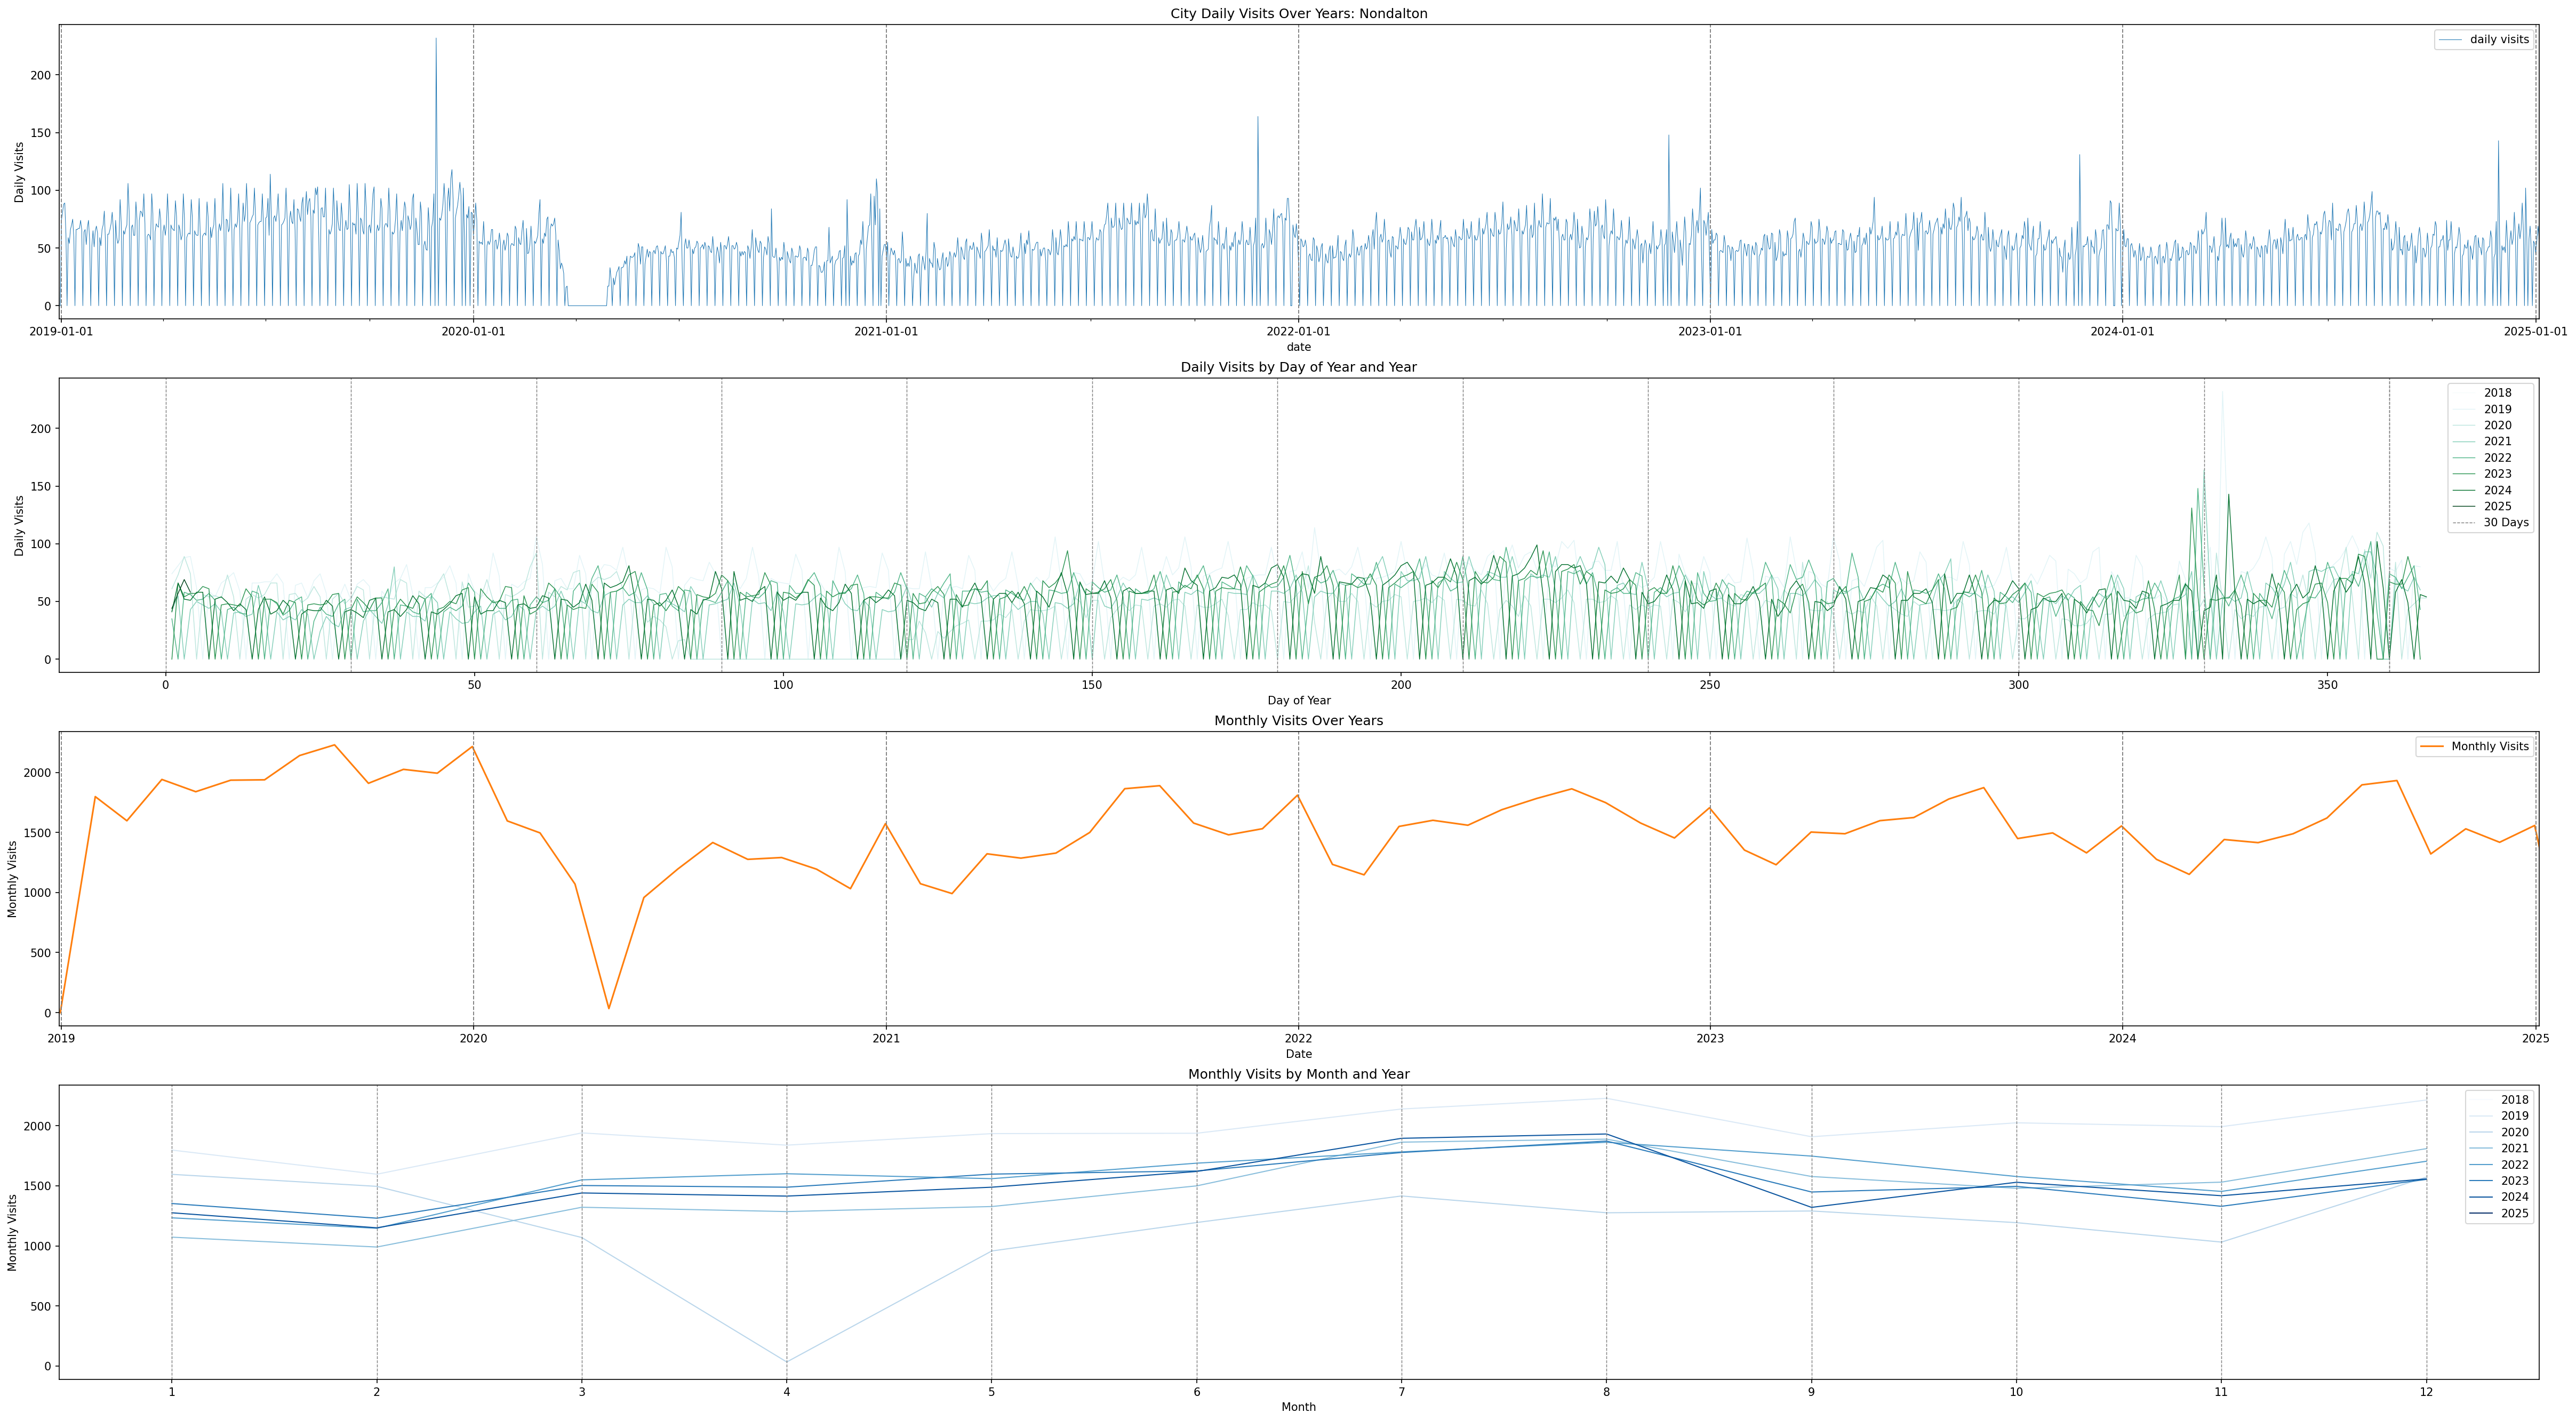 City Daily Visits Over Years: Nondalton
Daily Visits
200
150
100
50
0
daily visits
2019-01-01 2020-01-01 2021-01-01 2022-01-01 2023-01-01 2024-01-01 2025-01-01
date
Daily Visits by Day of Year and Year
Daily Visits
200
150
100
50
0
2018
2019
2020
2021
2022
2023
2024
2025
30 Days
0 50 100 150 200 250 300 350
Day of Year
Monthly Visits Over Years
Monthly Visits
2000
1500
1000
500
0
Monthly Visits
2019 2020 2021 2022 2023 2024 2025
Date
Monthly Visits by Month and Year
Monthly Visits
2000
1500
1000
500
0
2018
2019
2020
2021
2022
2023
2024
2025
1 2 3 4 5 6 7 8 9 10 11 12
Month